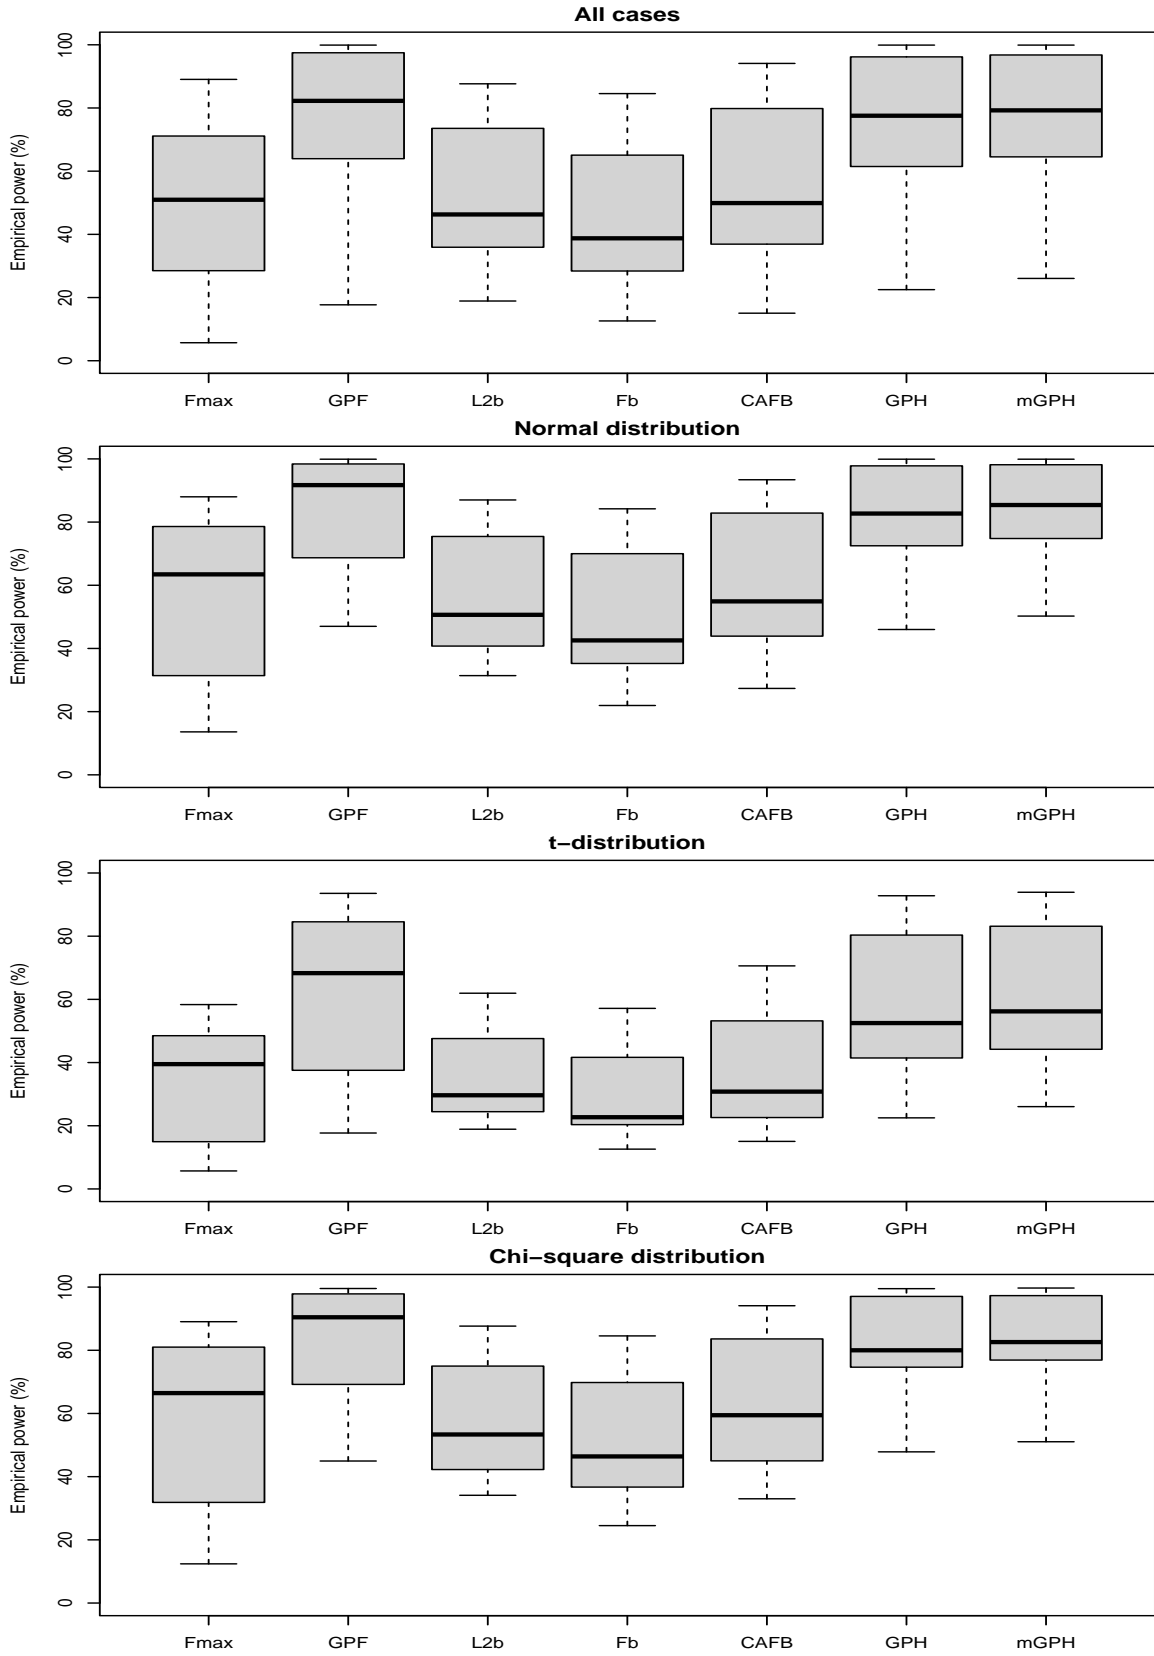 All cases
Empirical power (%)
100
80
60
40
20
0
Fmax GPF L2b Fb CAFB GPH mGPH
Normal distribution
Empirical power (%)
100
80
60
40
20
0
Fmax GPF L2b Fb CAFB GPH mGPH
t−distribution
Empirical power (%)
100
80
60
40
20
0
Fmax GPF L2b Fb CAFB GPH mGPH
Chi−square distribution
Empirical power (%)
100
80
60
40
20
0
Fmax GPF L2b Fb CAFB GPH mGPH